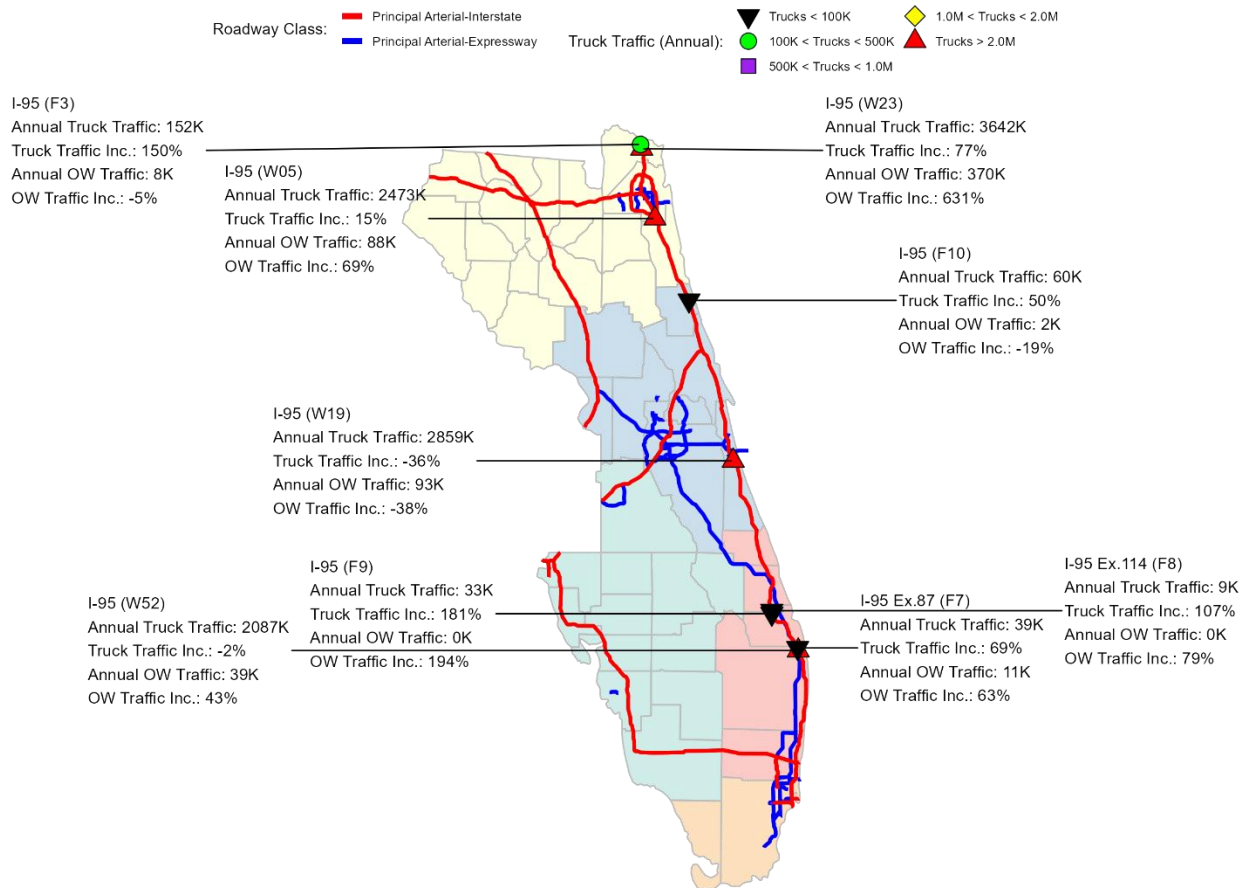 Roadway Class:
Principal Arterial-Interstate
Principal Arterial-Expressway
Truck Traffic (Annual):
Trucks < 100K
100K < Trucks < 500K
500K < Trucks < 1.0M
1.0M < Trucks < 2.0M
Trucks > 2.0M
I-95 (F3)
Annual Truck Traffic: 152K
Truck Traffic Inc.: 150%
Annual OW Traffic: 8K
OW Traffic Inc.: -5%
I-95 (W05)
Annual Truck Traffic: 2473K
Truck Traffic Inc.: 15%
Annual OW Traffic: 88K
OW Traffic Inc.: 69%
I-95 (W23)
Annual Truck Traffic: 3642K
Truck Traffic Inc.: 77%
Annual OW Traffic: 370K
OW Traffic Inc.: 631%
I-95 (F10)
Annual Truck Traffic: 60K
Truck Traffic Inc.: 50%
Annual OW Traffic: 2K
OW Traffic Inc.: -19%
I-95 (W19)
Annual Truck Traffic: 2859K
Truck Traffic Inc.: -36%
Annual OW Traffic: 93K
OW Traffic Inc.: -38%
I-95 (W52)
Annual Truck Traffic: 2087K
Truck Traffic Inc.: -2%
Annual OW Traffic: 39K
OW Traffic Inc.: 43%
I-95 (F9)
Annual Truck Traffic: 33K
Truck Traffic Inc.: 181%
Annual OW Traffic: 0K
OW Traffic Inc.: 194%
I-95 Ex.87 (F7)
Annual Truck Traffic: 39K
Truck Traffic Inc.: 69%
Annual OW Traffic: 11K
OW Traffic Inc.: 63%
I-95 Ex.114 (F8)
Annual Truck Traffic: 9K
Truck Traffic Inc.: 107%
Annual OW Traffic: 0K
OW Traffic Inc.: 79%